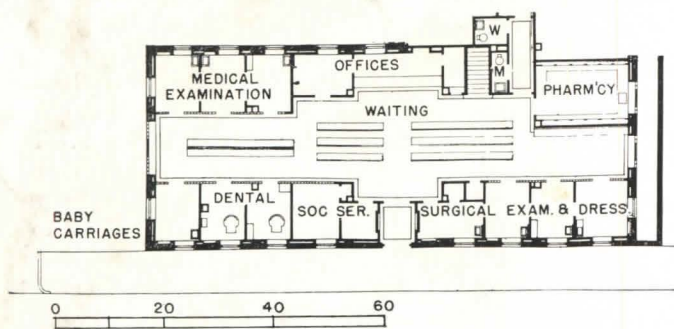 W
M
MEDICAL
EXAMINATION
OFFICES
PHARM'CY
WAITING
DENTAL
SOC SER.
SURGICAL EXAM. & DRESS.
BABY
CARRIAGES
0 20 40 60